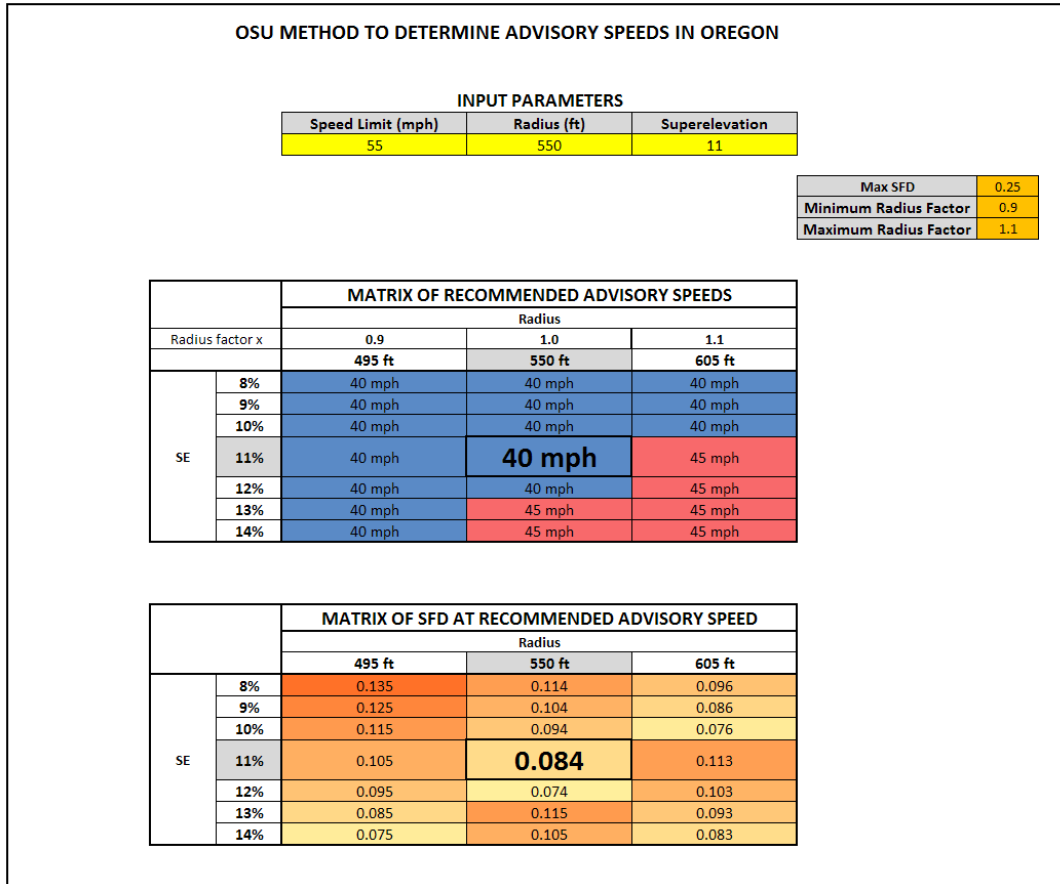 OSU METHOD TO DETERMINE ADVISORY SPEEDS IN OREGON
INPUT PARAMETERS
Speed Limit (mph) Radius (ft) Superelevation
55 550 11
Max SFD 0.25
Minimum Radius Factor 0.9
Maximum Radius Factor 1.1
MATRIX OF RECOMMENDED ADVISORY SPEEDS
Radius
Radius factor x 0.9 1.0 1.1
495 ft 550 ft 605 ft
8% 40 mph 40 mph 40 mph
9% 40 mph 40 mph 40 mph
10% 40 mph 40 mph 40 mph
SE 11% 40 mph 40 mph 45 mph
12% 40 mph 40 mph 45 mph
13% 40 mph 45 mph 45 mph
14% 40 mph 45 mph 45 mph
MATRIX OF SFD AT RECOMMENDED ADVISORY SPEED
Radius
495 ft 550 ft 605 ft
8% 0.135 0.114 0.096
9% 0.125 0.104 0.086
10% 0.115 0.094 0.076
SE 11% 0.105 0.084 0.113
12% 0.095 0.074 0.103
13% 0.085 0.115 0.093
14% 0.075 0.105 0.083